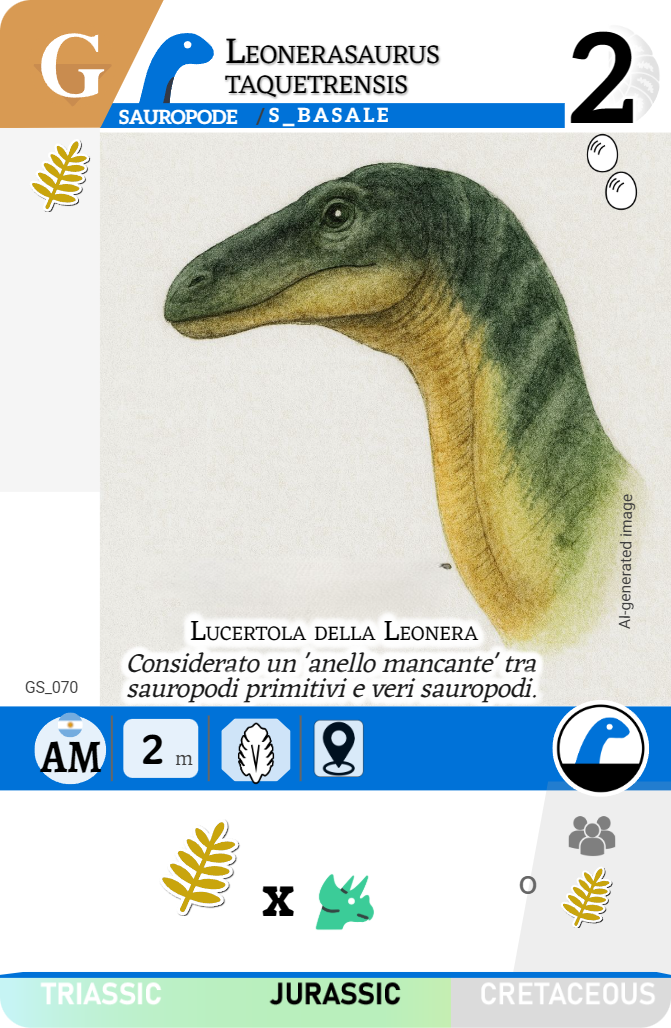 G
LEONERASAURUS
TAQUETRENSIS
2
SAUROPODE / S_BASALE
AI-generated image
LUCERTOLA DELLA LEONERA
Considerato un 'anello mancante' tra
sauropodi primitivi e veri sauropodi.
GS_070
AM
2 m
V
x
O
TRIASSIC JURASSIC CRETACEOUS